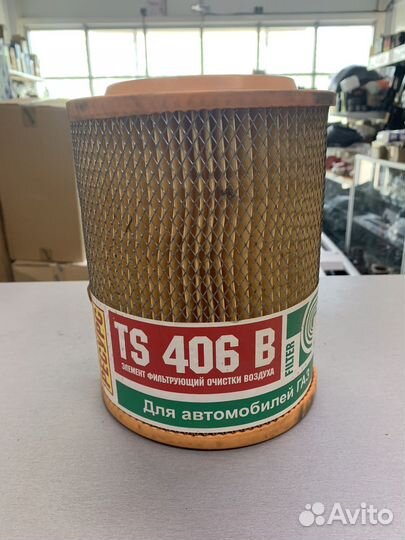 TS 406 B
ЭЛЕМЕНТ ФИЛЬТРУЮЩИЙ ОЧИСТКИ ВОЗДУХА
FILTER
Для автомобилей ГАЗ
Avito